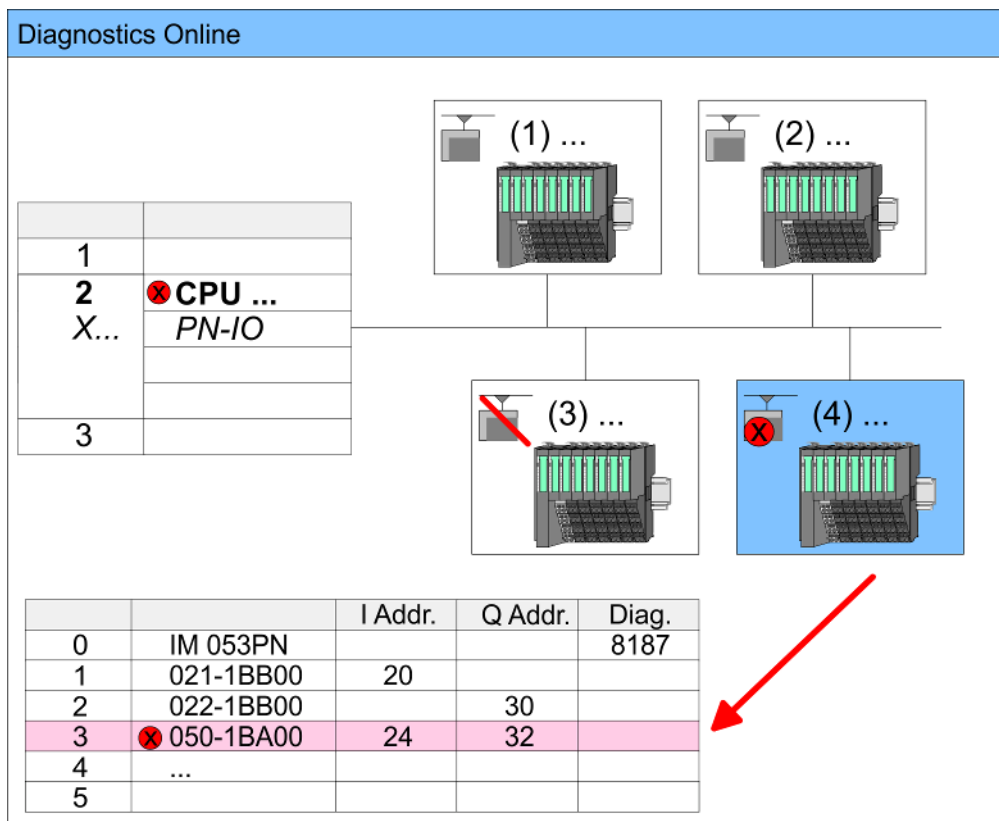 Diagnostics Online
(1) ...
(2) ...
1
2 X CPU ...
X... PN-IO
3
(3) ...
X (4) ...
I Addr. Q Addr. Diag.
0 IM 053PN 8187
1 021-1BB00 20
2 022-1BB00 30
3 X 050-1BA00 24 32
4 ...
5